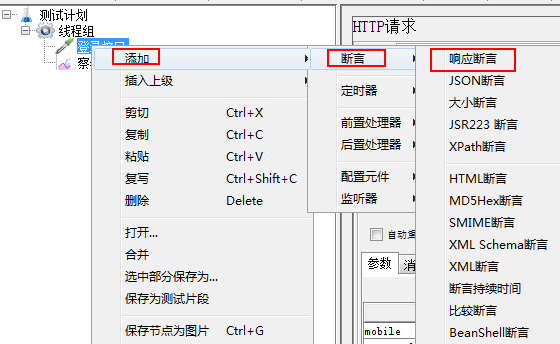 测试计划
线程组
登录接口
察
添加
插入上级
剪切 Ctrl+X
复制 Ctrl+C
粘贴 Ctrl+V
复写 Ctrl+Shift+C
删除 Delete
打开...
合并
选中部分保存为...
保存为测试片段
保存节点为图片 Ctrl+G
断言
定时器
前置处理器
后置处理器
配置元件
监听器
HTTP请求
响应断言
JSON断言
大小断言
JSR223 断言
XPath断言
HTML断言
MD5Hex断言
SMIME断言
XML Schema断言
XML断言
断言持续时间
比较断言
BeanShell断言
自动重
参数 消
mobile